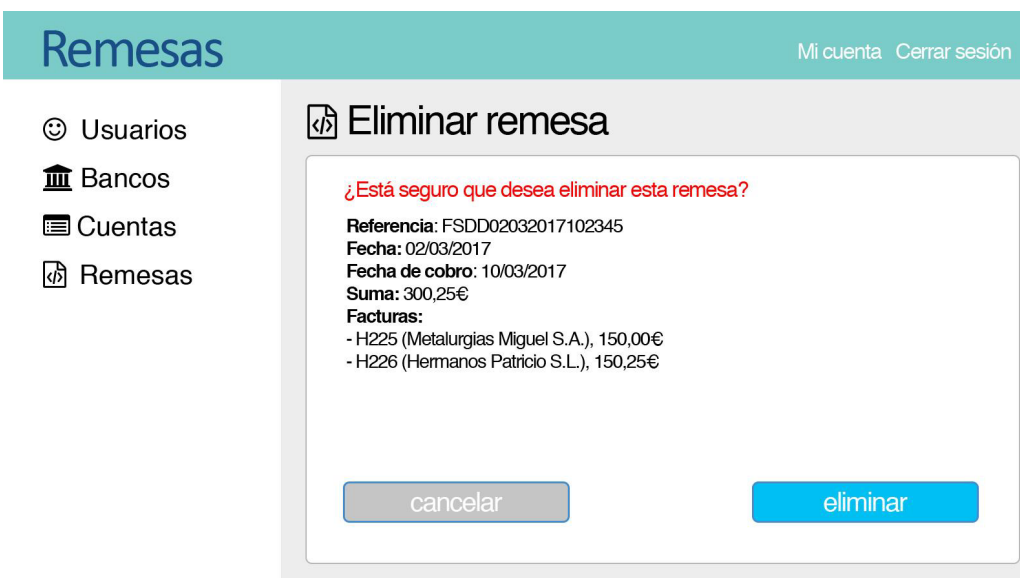 Remesas
Mi cuenta Cerrar sesión
Usuarios
Bancos
Cuentas
Remesas
Eliminar remesa
¿Está seguro que desea eliminar esta remesa?
Referencia: FSDD02032017102345
Fecha: 02/03/2017
Fecha de cobro: 10/03/2017
Suma: 300,25€
Facturas:
- H225 (Metalurgias Miguel S.A.), 150,00€
- H226 (Hermanos Patricio S.L.), 150,25€
cancelar
eliminar